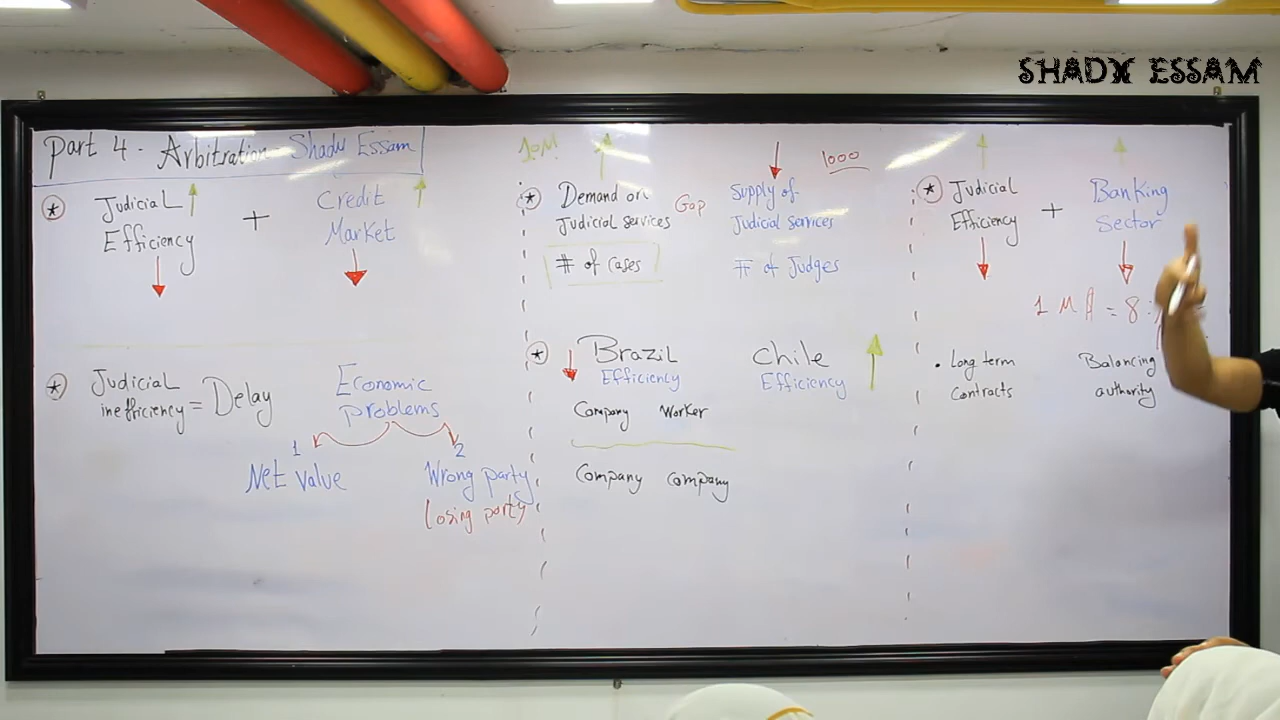 SHADY ESSAM
Part 4 - Arbitration - Shady Essam
Judicial
Efficiency
+
Credit
Market
Judicial
inefficiency = Delay
Economic
problems
1
Net value
2
Wrong party
losing party
10M
Demand on
Judicial services
# of cases
Gap
1000
Supply of
Judicial services
# of Judges
Brazil
Efficiency
Company Worker
Company company
Chile
Efficiency
Judicial
Efficiency
+
Banking
Sector
1 M A = 8
• Long term
contracts
Balancing
authority